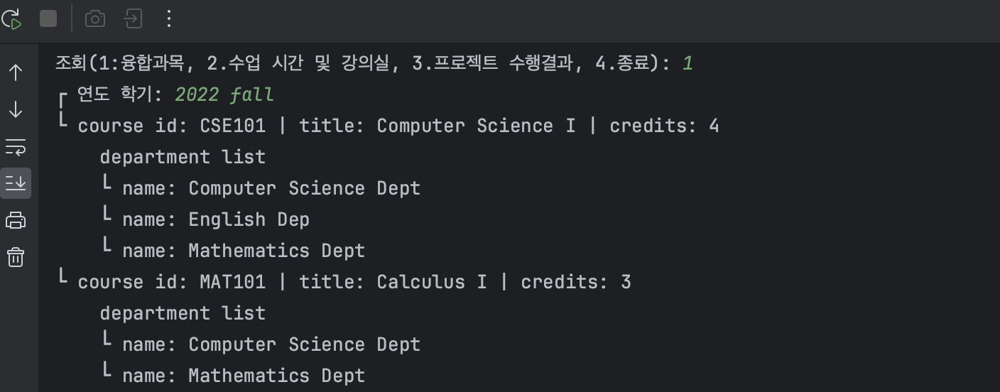 조회(1:융합과목, 2.수업 시간 및 강의실, 3.프로젝트 수행결과, 4.종료): 1
┌ 연도 학기: 2022 fall
└ course id: CSE101 | title: Computer Science I | credits: 4
department list
└ name: Computer Science Dept
└ name: English Dep
└ name: Mathematics Dept
└ course id: MAT101 | title: Calculus I | credits: 3
department list
└ name: Computer Science Dept
└ name: Mathematics Dept